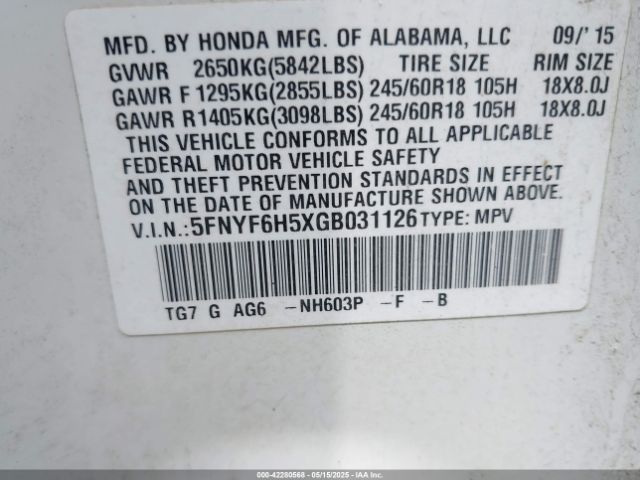 MFD. BY HONDA MFG. OF ALABAMA, LLC 09/'15
GVWR 2650KG(5842LBS) TIRE SIZE RIM SIZE
GAWR F 1295KG(2855LBS) 245/60R18 105H 18X8.0J
GAWR R1405KG(3098LBS) 245/60R18 105H 18X8.0J
THIS VEHICLE CONFORMS TO ALL APPLICABLE
FEDERAL MOTOR VEHICLE SAFETY
AND THEFT PREVENTION STANDARDS IN EFFECT
ON THE DATE OF MANUFACTURE SHOWN ABOVE.
V.I.N.:5FNYF6H5XGB031126 TYPE: MPV
TG7 G AG6 -NH603P -F -B
000-42280568 - 05/15/2025 - IAAI.COM